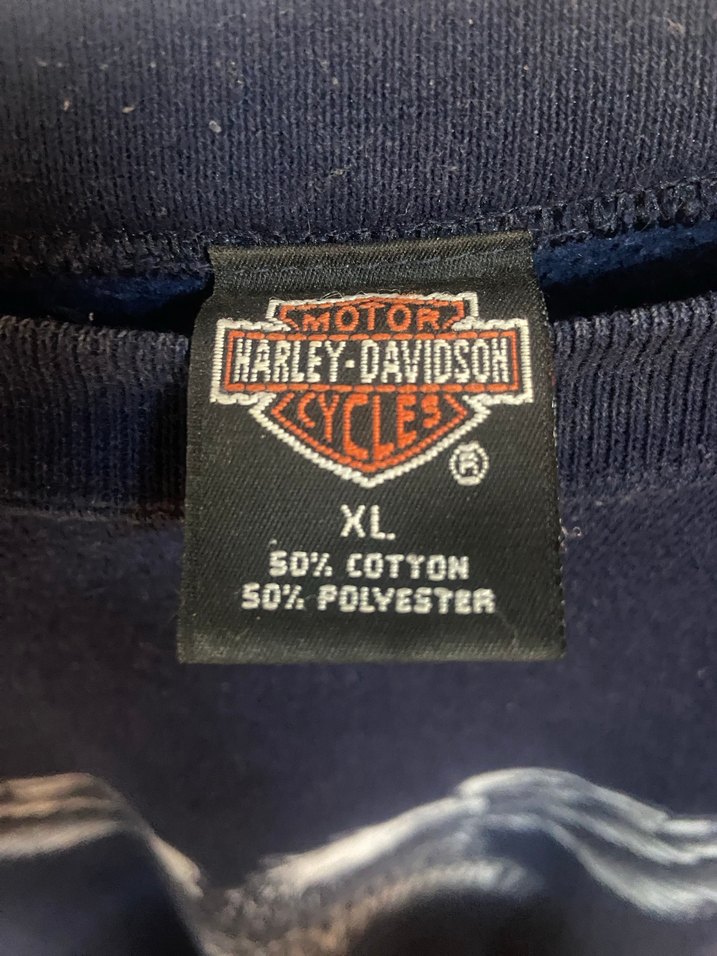 MOTOR
HARLEY-DAVIDSON
CYCLES
®
XL
50% COTTON
50% POLYESTER